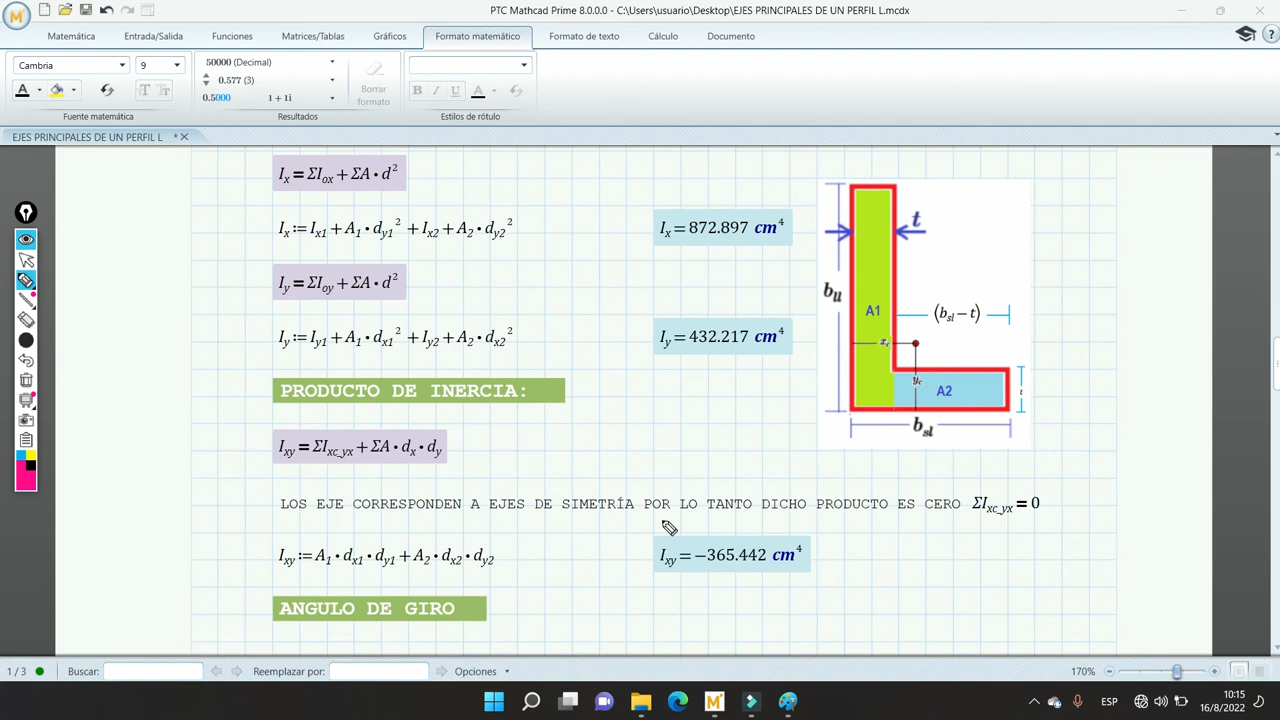 PTC Mathcad Prime 8.0.0.0 - C:\Users\usuario\Desktop\EJES PRINCIPALES DE UN PERFIL L.mcdx
Matemática Entrada/Salida Funciones Matrices/Tablas Gráficos Formato matemático Formato de texto Cálculo Documento
Cambria 9
50000 (Decimal)
0.577 (3)
0.5000 1 + 1i
Borrar formato
B I U A
Fuente matemática Resultados Estilos de rótulo
EJES PRINCIPALES DE UN PERFIL L * ×
I_x = ΣI_ox + ΣA • d²
I_x := I_x1 + A_1 • d_y1² + I_x2 + A_2 • d_y2² I_x = 872.897 cm⁴
I_y = ΣI_oy + ΣA • d²
I_y := I_y1 + A_1 • d_x1² + I_y2 + A_2 • d_x2² I_y = 432.217 cm⁴
t
b_ll
A1
(b_sl − t)
x_c
y_c
A2
t
b_sl
PRODUCTO DE INERCIA:
I_xy = ΣI_xc_yx + ΣA • d_x • d_y
LOS EJE CORRESPONDEN A EJES DE SIMETRÍA POR LO TANTO DICHO PRODUCTO ES CERO ΣI_xc_yx = 0
I_xy := A_1 • d_x1 • d_y1 + A_2 • d_x2 • d_y2 I_xy = −365.442 cm⁴
ANGULO DE GIRO
1 / 3 Buscar: Reemplazar por: Opciones 170%
ESP 10:15
16/8/2022